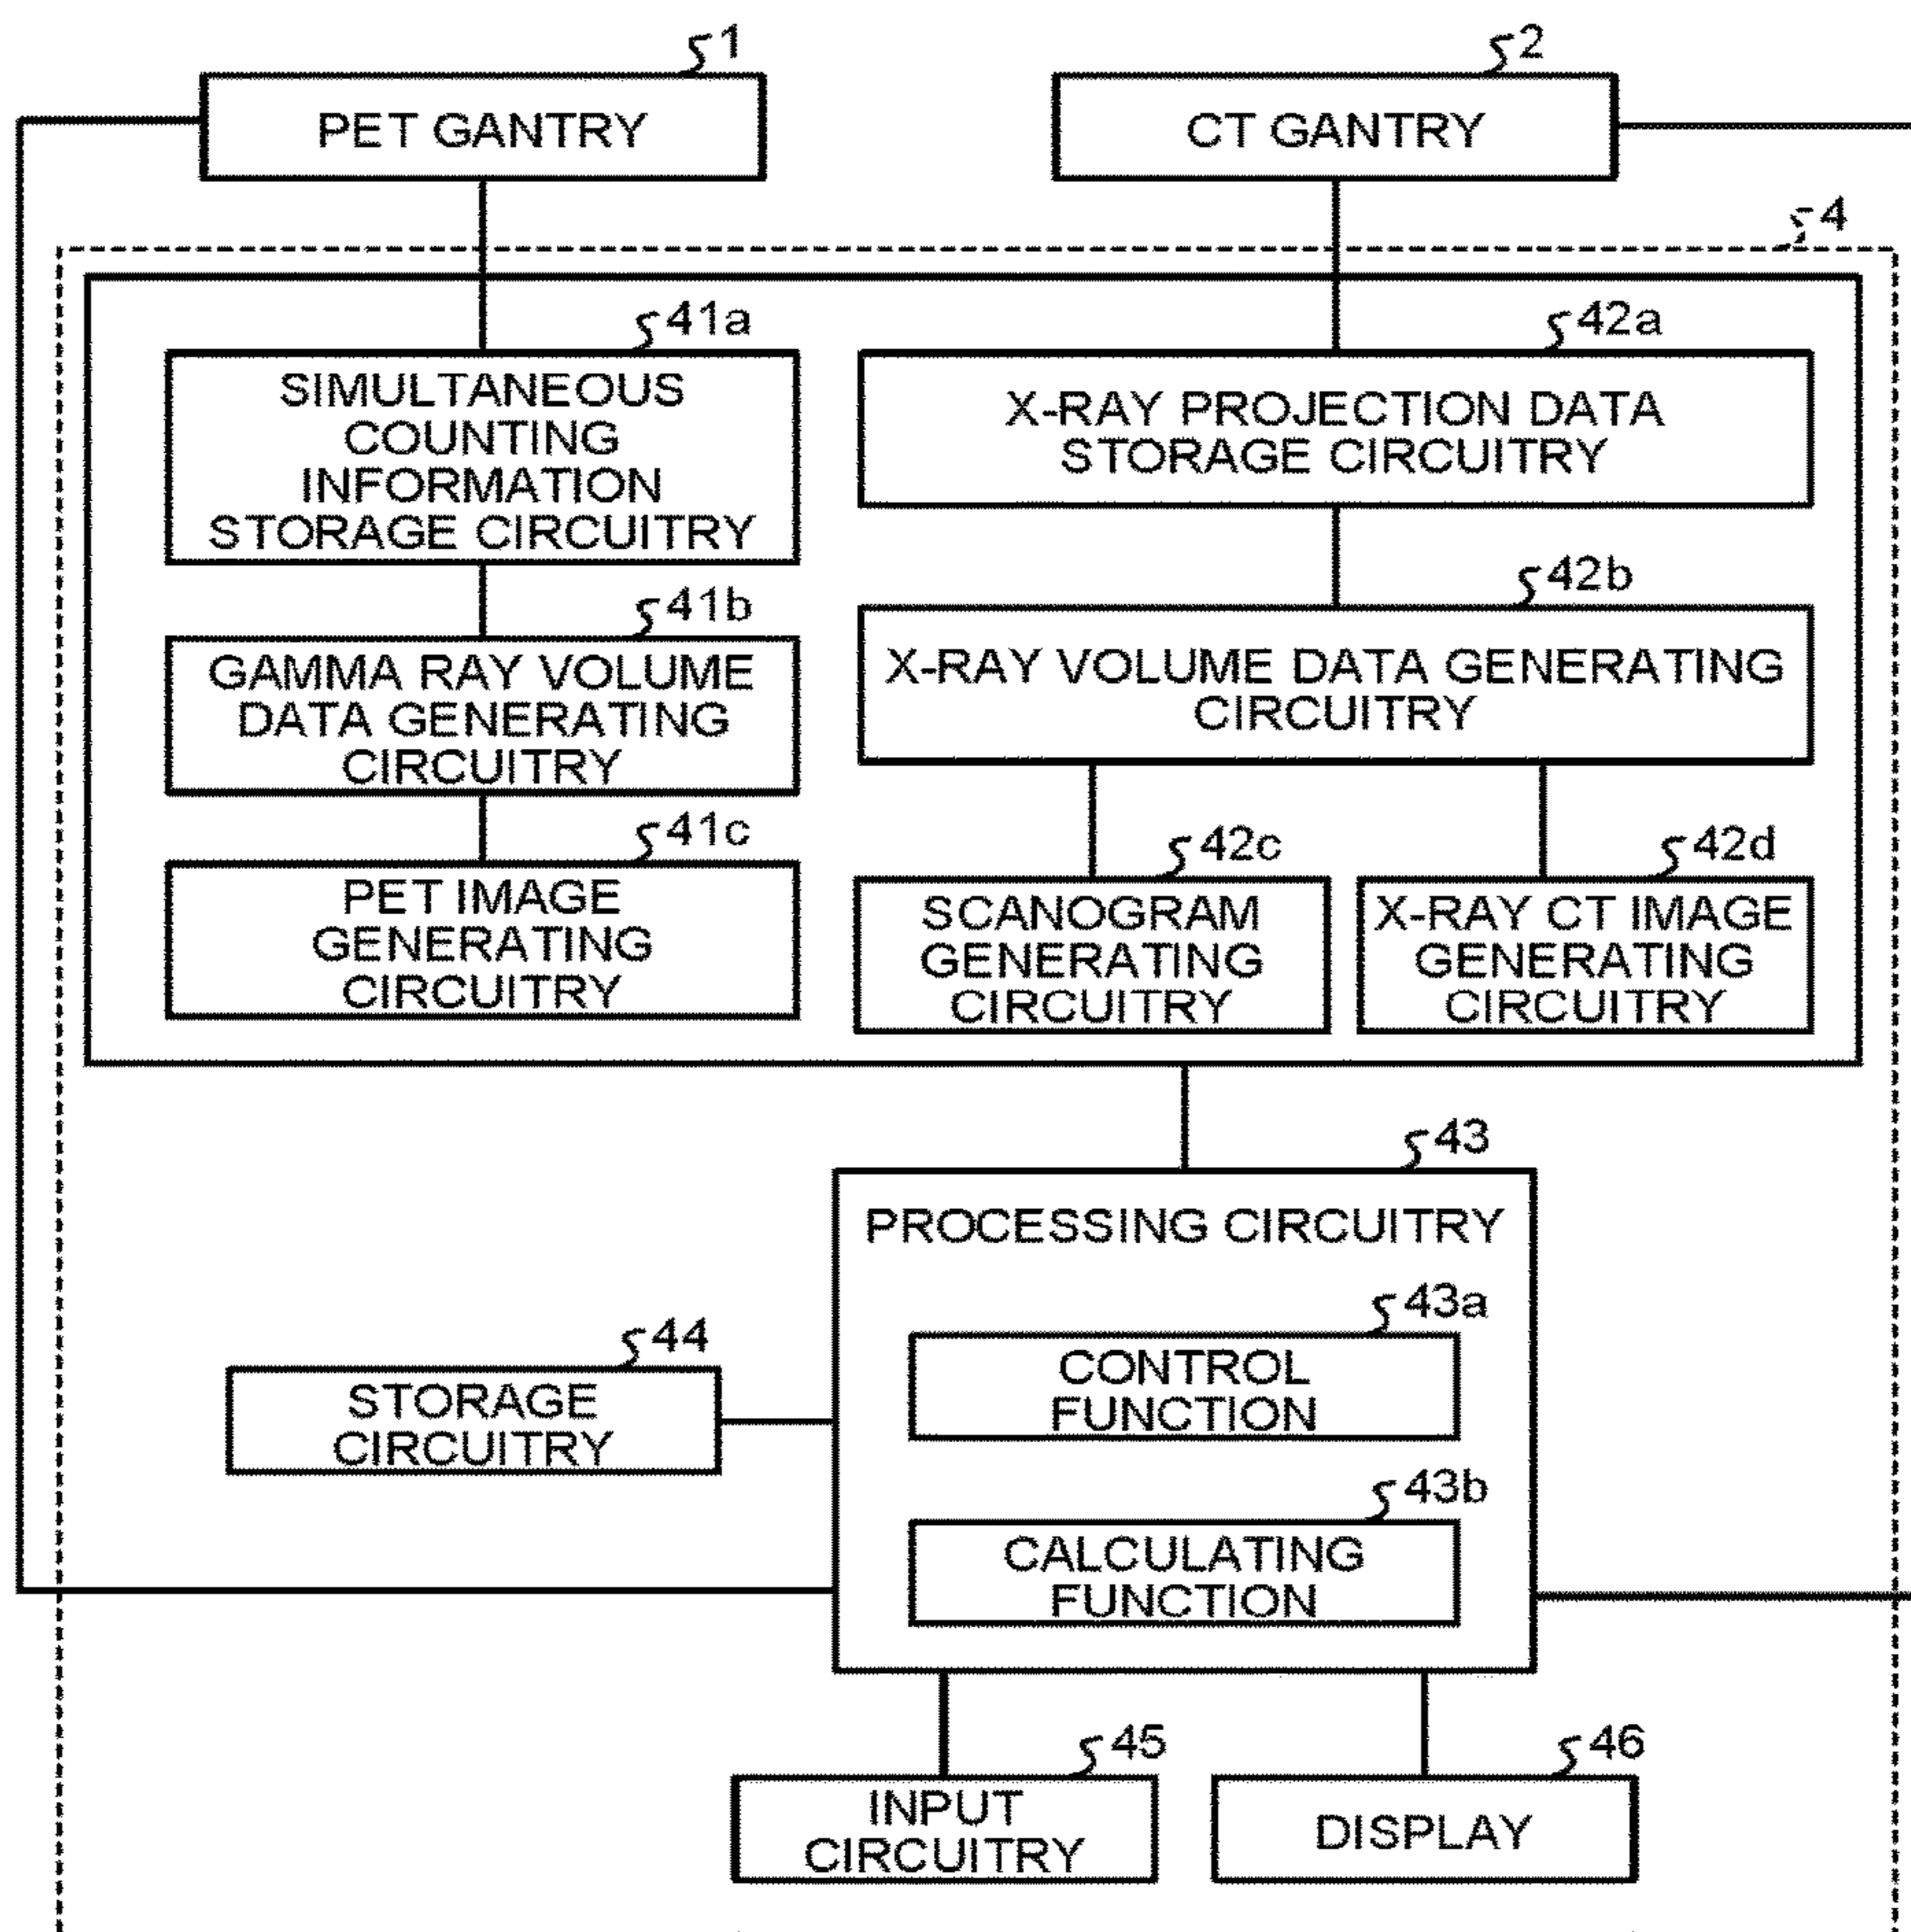 1
PET GANTRY
2
CT GANTRY
4
41a
SIMULTANEOUS
COUNTING
INFORMATION
STORAGE CIRCUITRY
42a
X-RAY PROJECTION DATA
STORAGE CIRCUITRY
41b
GAMMA RAY VOLUME
DATA GENERATING
CIRCUITRY
42b
X-RAY VOLUME DATA GENERATING
CIRCUITRY
41c
PET IMAGE
GENERATING
CIRCUITRY
42c
SCANOGRAM
GENERATING
CIRCUITRY
42d
X-RAY CT IMAGE
GENERATING
CIRCUITRY
43
PROCESSING CIRCUITRY
43a
CONTROL
FUNCTION
44
STORAGE
CIRCUITRY
43b
CALCULATING
FUNCTION
45
INPUT
CIRCUITRY
46
DISPLAY